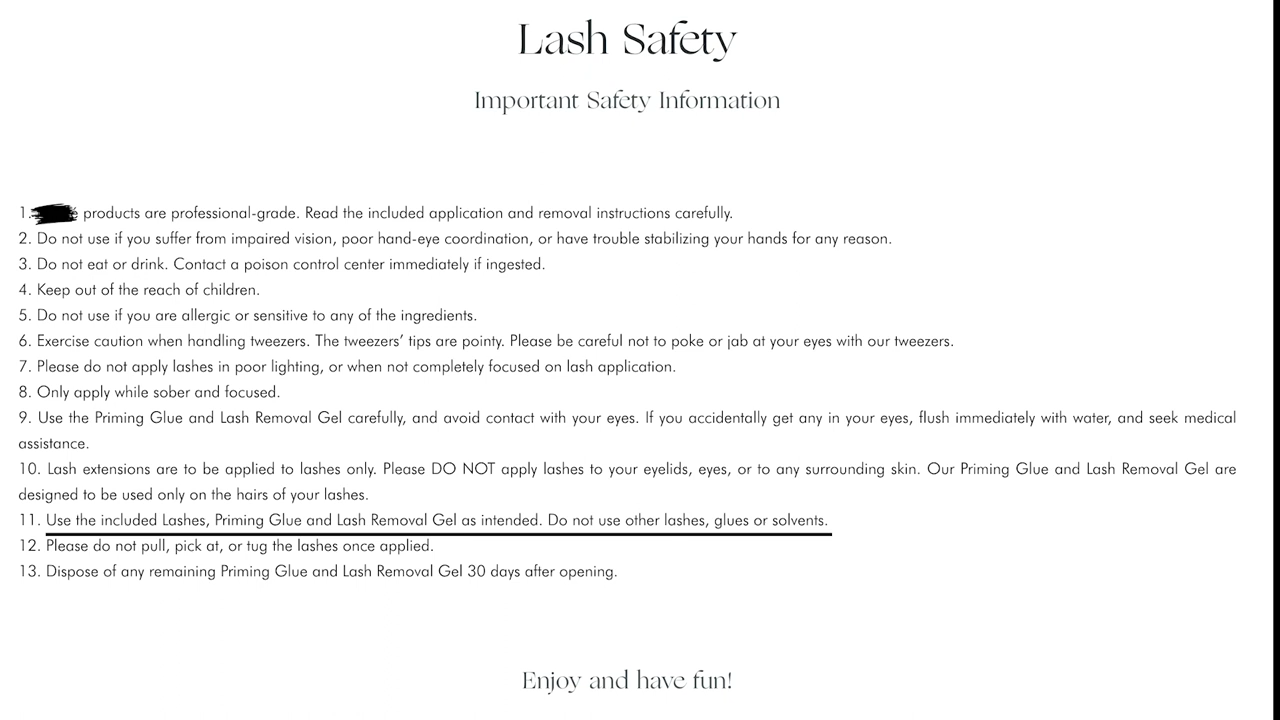 Lash Safety
Important Safety Information
1. products are professional-grade. Read the included application and removal instructions carefully.
2. Do not use if you suffer from impaired vision, poor hand-eye coordination, or have trouble stabilizing your hands for any reason.
3. Do not eat or drink. Contact a poison control center immediately if ingested.
4. Keep out of the reach of children.
5. Do not use if you are allergic or sensitive to any of the ingredients.
6. Exercise caution when handling tweezers. The tweezers’ tips are pointy. Please be careful not to poke or jab at your eyes with our tweezers.
7. Please do not apply lashes in poor lighting, or when not completely focused on lash application.
8. Only apply while sober and focused.
9. Use the Priming Glue and Lash Removal Gel carefully, and avoid contact with your eyes. If you accidentally get any in your eyes, flush immediately with water, and seek medical
assistance.
10. Lash extensions are to be applied to lashes only. Please DO NOT apply lashes to your eyelids, eyes, or to any surrounding skin. Our Priming Glue and Lash Removal Gel are
designed to be used only on the hairs of your lashes.
11. Use the included Lashes, Priming Glue and Lash Removal Gel as intended. Do not use other lashes, glues or solvents.
12. Please do not pull, pick at, or tug the lashes once applied.
13. Dispose of any remaining Priming Glue and Lash Removal Gel 30 days after opening.
Enjoy and have fun!